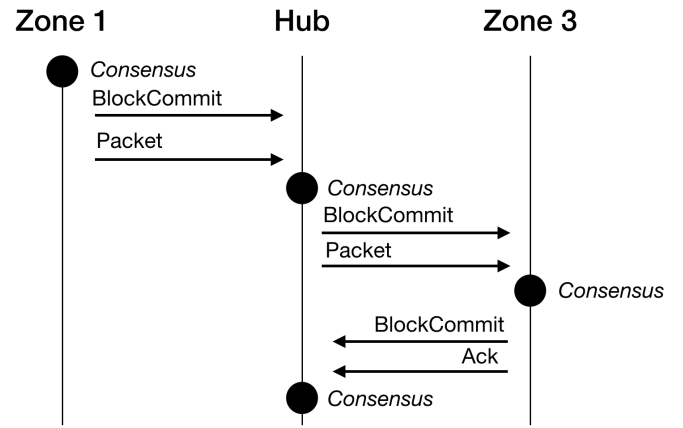 Zone 1 Hub Zone 3
Consensus
BlockCommit
Packet
Consensus
BlockCommit
Packet
Consensus
BlockCommit
Ack
Consensus